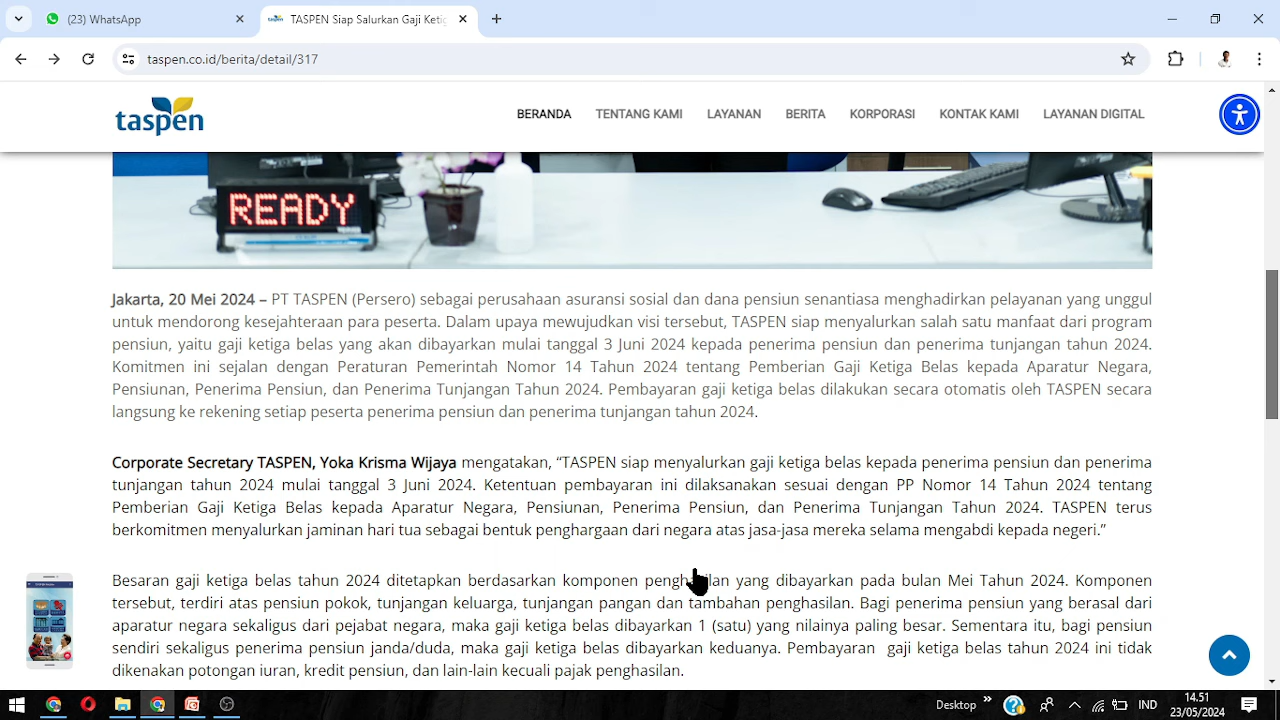 (23) WhatsApp
TASPEN Siap Salurkan Gaji Ketig
taspen.co.id/berita/detail/317
taspen
BERANDA
TENTANG KAMI
LAYANAN
BERITA
KORPORASI
KONTAK KAMI
LAYANAN DIGITAL
READY
Jakarta, 20 Mei 2024 – PT TASPEN (Persero) sebagai perusahaan asuransi sosial dan dana pensiun senantiasa menghadirkan pelayanan yang unggul
untuk mendorong kesejahteraan para peserta. Dalam upaya mewujudkan visi tersebut, TASPEN siap menyalurkan salah satu manfaat dari program
pensiun, yaitu gaji ketiga belas yang akan dibayarkan mulai tanggal 3 Juni 2024 kepada penerima pensiun dan penerima tunjangan tahun 2024.
Komitmen ini sejalan dengan Peraturan Pemerintah Nomor 14 Tahun 2024 tentang Pemberian Gaji Ketiga Belas kepada Aparatur Negara,
Pensiunan, Penerima Pensiun, dan Penerima Tunjangan Tahun 2024. Pembayaran gaji ketiga belas dilakukan secara otomatis oleh TASPEN secara
langsung ke rekening setiap peserta penerima pensiun dan penerima tunjangan tahun 2024.
Corporate Secretary TASPEN, Yoka Krisma Wijaya mengatakan, “TASPEN siap menyalurkan gaji ketiga belas kepada penerima pensiun dan penerima
tunjangan tahun 2024 mulai tanggal 3 Juni 2024. Ketentuan pembayaran ini dilaksanakan sesuai dengan PP Nomor 14 Tahun 2024 tentang
Pemberian Gaji Ketiga Belas kepada Aparatur Negara, Pensiunan, Penerima Pensiun, dan Penerima Tunjangan Tahun 2024. TASPEN terus
berkomitmen menyalurkan jaminan hari tua sebagai bentuk penghargaan dari negara atas jasa-jasa mereka selama mengabdi kepada negeri.”
Besaran gaji ketiga belas tahun 2024 ditetapkan berdasarkan komponen penghasilan yang dibayarkan pada bulan Mei Tahun 2024. Komponen
tersebut, terdiri atas pensiun pokok, tunjangan keluarga, tunjangan pangan dan tambahan penghasilan. Bagi penerima pensiun yang berasal dari
aparatur negara sekaligus dari pejabat negara, maka gaji ketiga belas dibayarkan 1 (satu) yang nilainya paling besar. Sementara itu, bagi pensiun
sendiri sekaligus penerima pensiun janda/duda, maka gaji ketiga belas dibayarkan keduanya. Pembayaran gaji ketiga belas tahun 2024 ini tidak
dikenakan potongan iuran, kredit pensiun, dan lain-lain kecuali pajak penghasilan.
Desktop
IND
14.51
23/05/2024